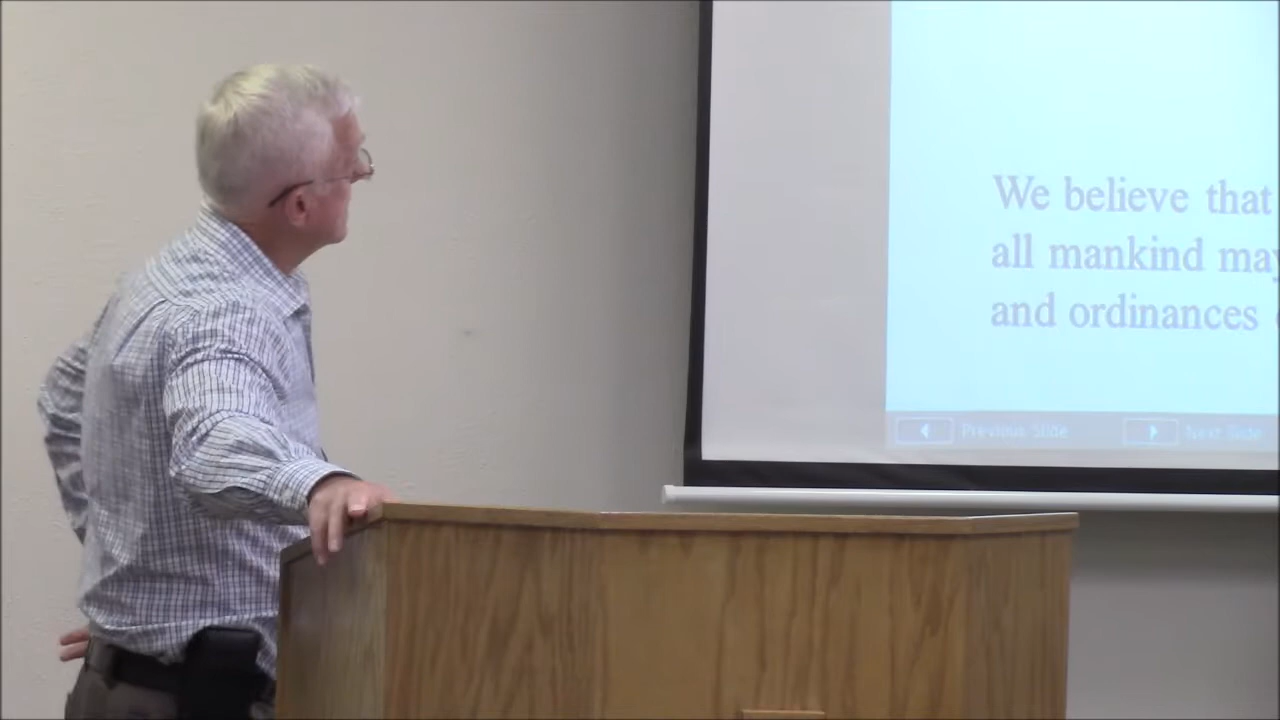 We believe that
all mankind may
and ordinances
Previous Slide Next Slide